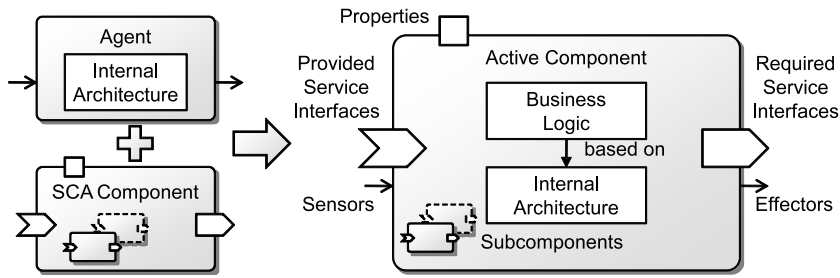 Agent
Internal
Architecture
SCA Component
Properties
Provided
Service
Interfaces
Sensors
Active Component
Business
Logic
based on
Internal
Architecture
Subcomponents
Required
Service
Interfaces
Effectors